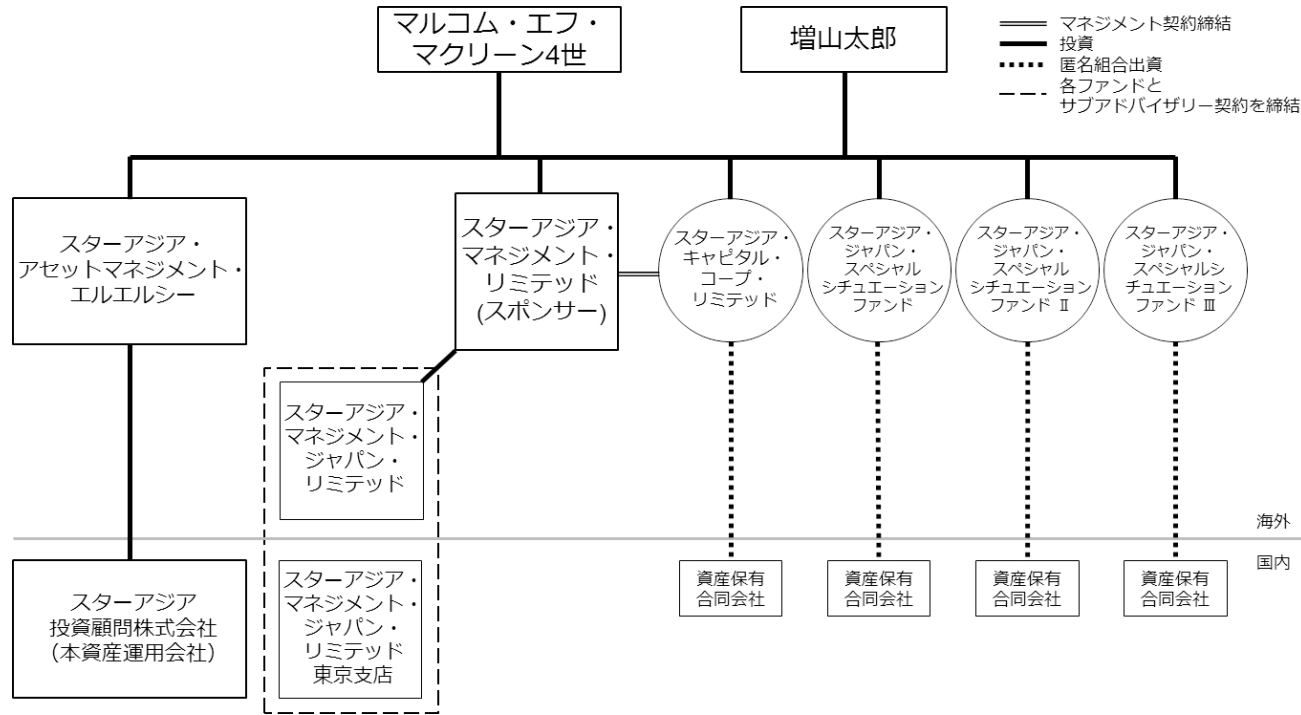 マルコム・エフ・
マクリーン4世
増山太郎
マネジメント契約締結
投資
匿名組合出資
各ファンドと
サブアドバイザリー契約を締結
スターアジア・
アセットマネジメント・
エルエルシー
スターアジア・
マネジメント・
リミテッド
(スポンサー)
スターアジア・
キャピタル・
コープ・
リミテッド
スターアジア・
ジャパン・
スペシャル
シチュエーション
ファンド
スターアジア・
ジャパン・
スペシャル
シチュエーション
ファンド Ⅱ
スターアジア・
ジャパン・
スペシャルシ
チュエーション
ファンド Ⅲ
スターアジア・
マネジメント・
ジャパン・
リミテッド
海外
国内
スターアジア
投資顧問株式会社
(本資産運用会社)
スターアジア・
マネジメント・
ジャパン・
リミテッド
東京支店
資産保有
合同会社
資産保有
合同会社
資産保有
合同会社
資産保有
合同会社